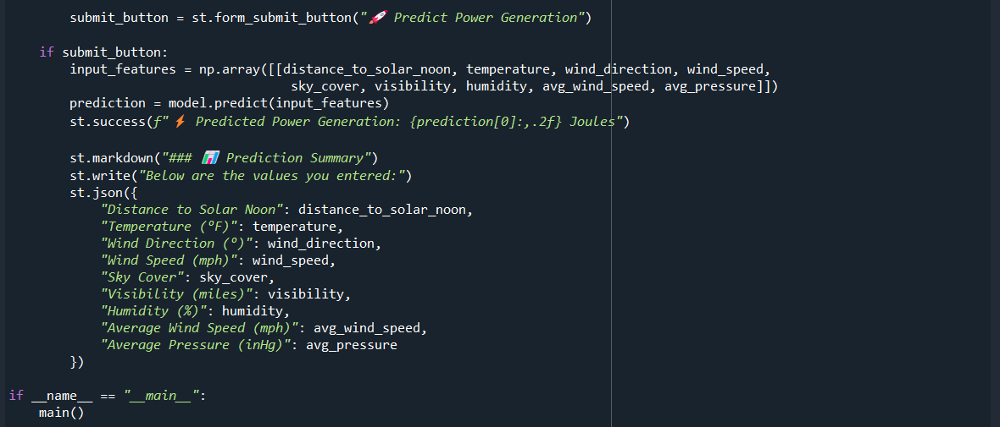 submit_button = st.form_submit_button("🚀 Predict Power Generation")
if submit_button:
input_features = np.array([[distance_to_solar_noon, temperature, wind_direction, wind_speed,
sky_cover, visibility, humidity, avg_wind_speed, avg_pressure]])
prediction = model.predict(input_features)
st.success(f"⚡ Predicted Power Generation: {prediction[0]:,.2f} Joules")
st.markdown("### 📊 Prediction Summary")
st.write("Below are the values you entered:")
st.json({
"Distance to Solar Noon": distance_to_solar_noon,
"Temperature (°F)": temperature,
"Wind Direction (°)": wind_direction,
"Wind Speed (mph)": wind_speed,
"Sky Cover": sky_cover,
"Visibility (miles)": visibility,
"Humidity (%)": humidity,
"Average Wind Speed (mph)": avg_wind_speed,
"Average Pressure (inHg)": avg_pressure
})
if __name__ == "__main__":
main()